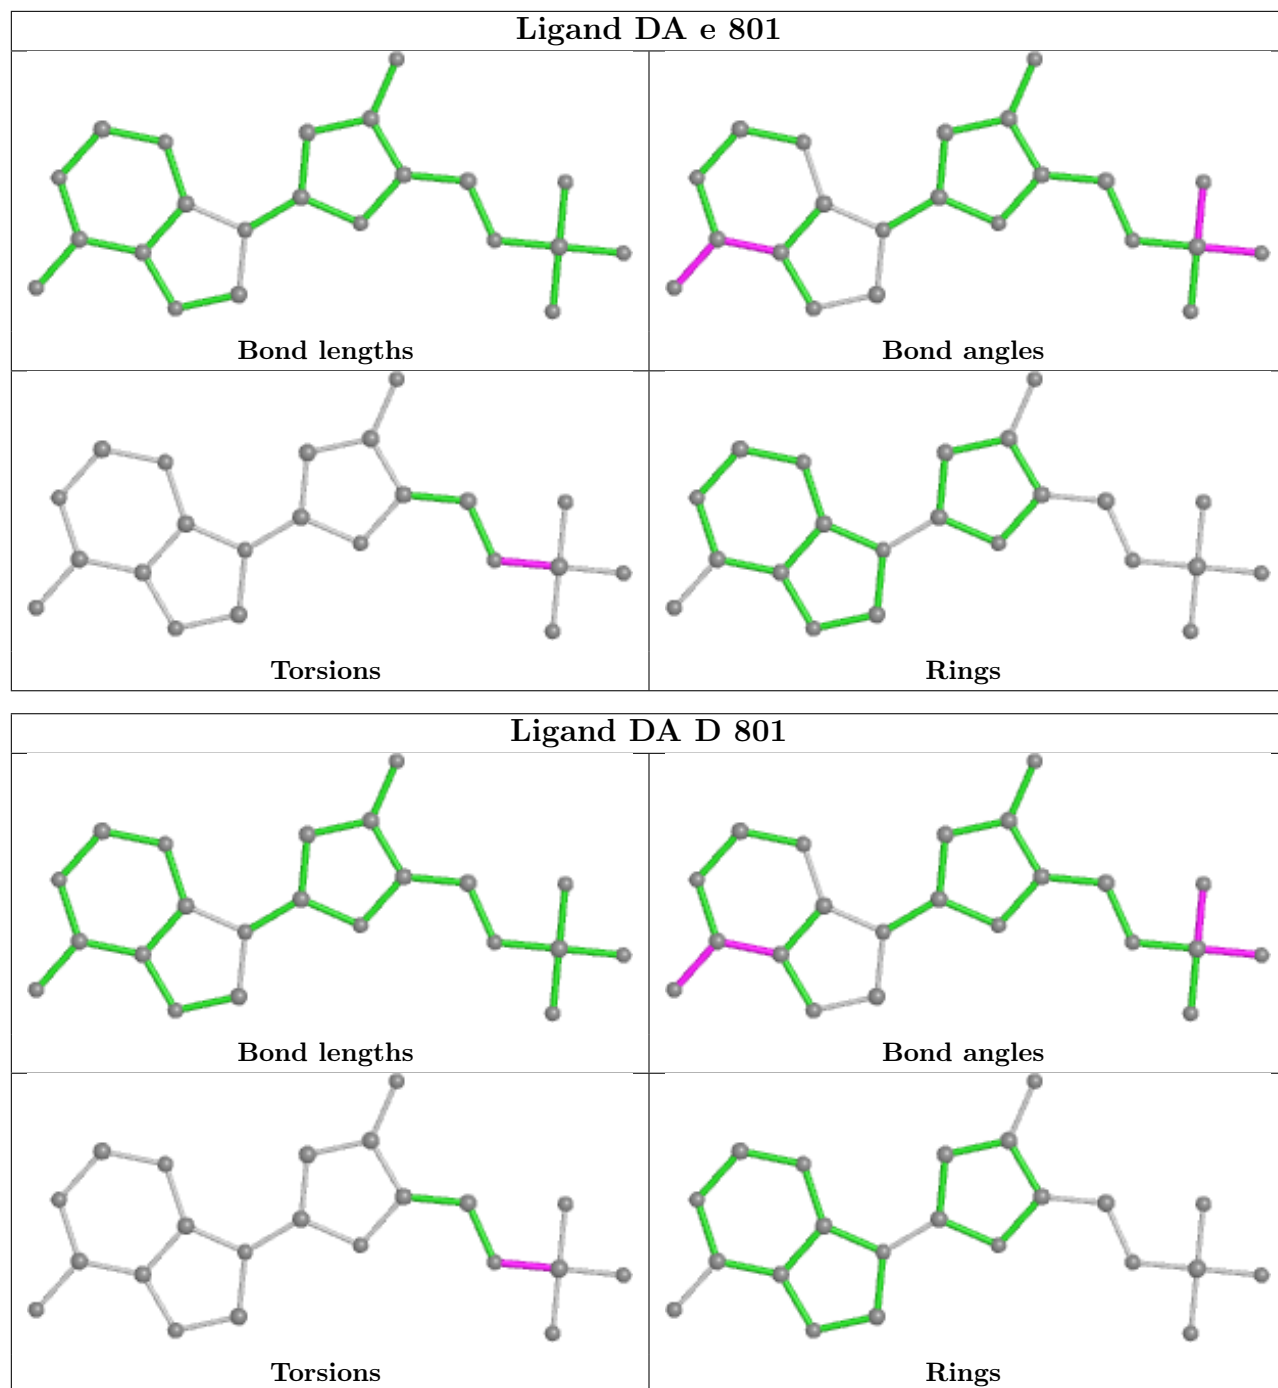 Ligand DA e 801
Bond lengths
Bond angles
Torsions
Rings
Ligand DA D 801
Bond lengths
Bond angles
Torsions
Rings